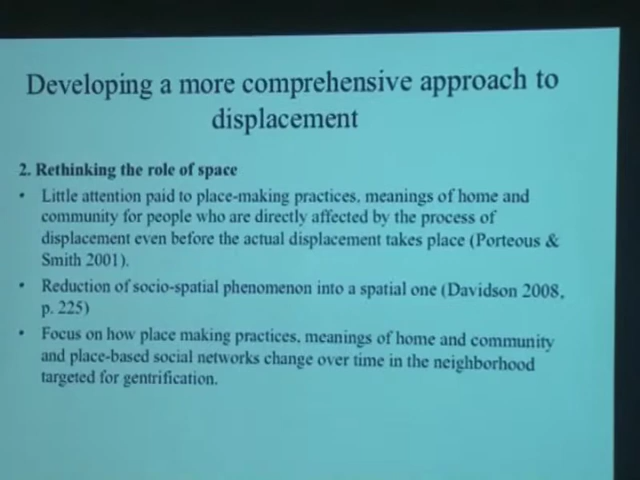 Developing a more comprehensive approach to
displacement
2. Rethinking the role of space
• Little attention paid to place-making practices, meanings of home and
community for people who are directly affected by the process of
displacement even before the actual displacement takes place (Porteous &
Smith 2001).
• Reduction of socio-spatial phenomenon into a spatial one (Davidson 2008,
p. 225)
• Focus on how place making practices, meanings of home and community
and place-based social networks change over time in the neighborhood
targeted for gentrification.